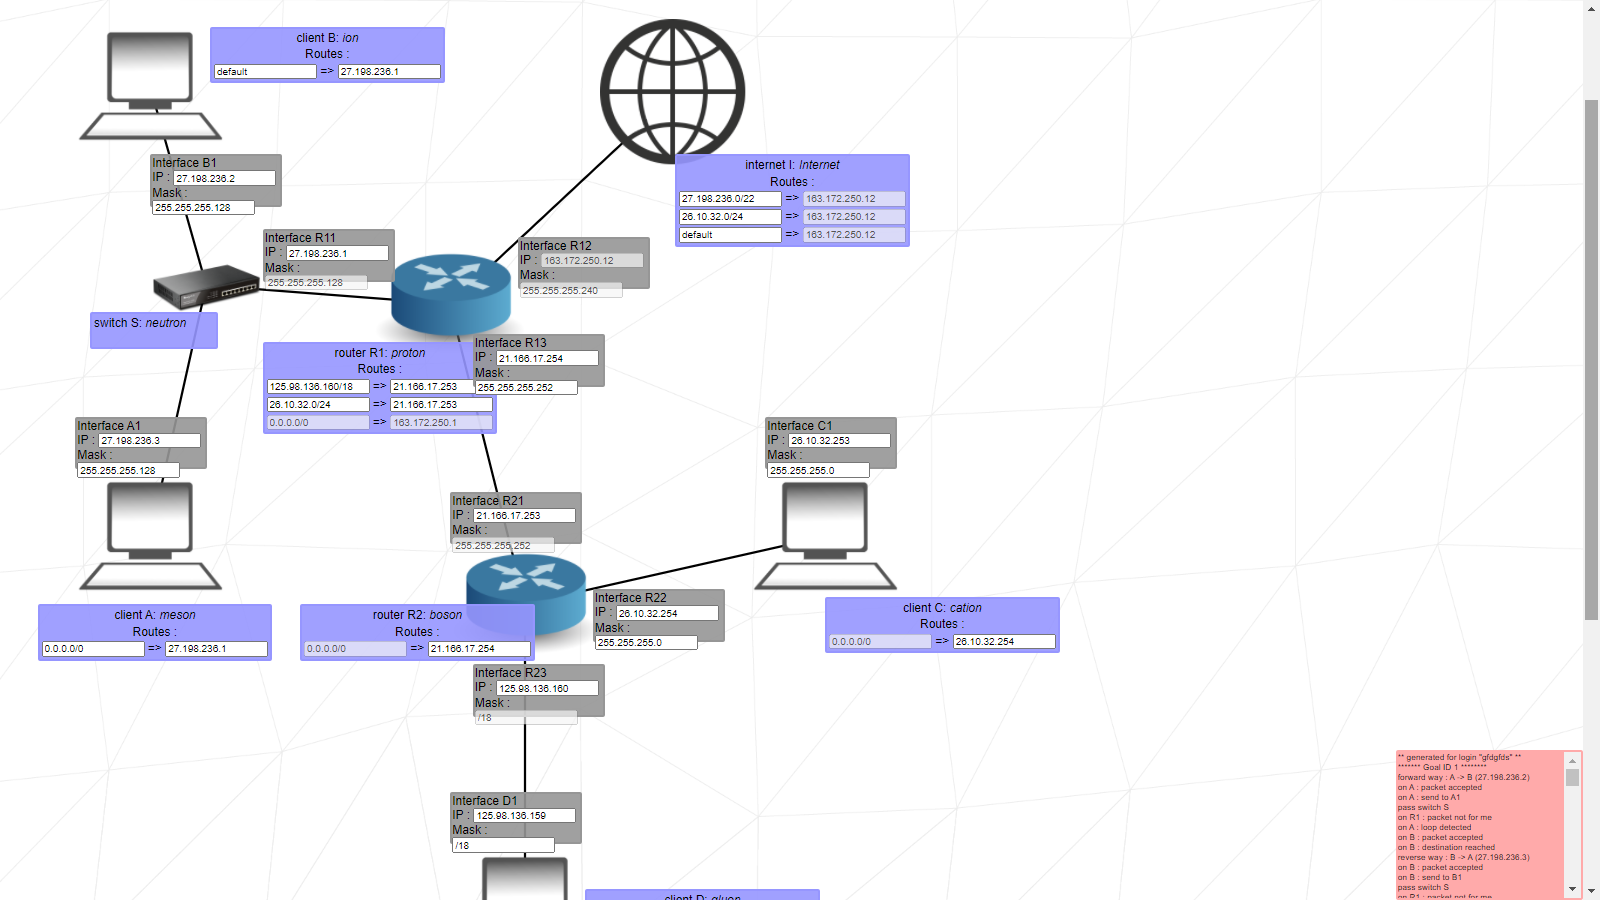 client B: ion
Routes :
default => 27.198.236.1
Interface B1
IP : 27.198.236.2
Mask :
255.255.255.128
internet I: Internet
Routes :
27.198.236.0/22 => 163.172.250.12
26.10.32.0/24 => 163.172.250.12
default => 163.172.250.12
Interface R11
IP : 27.198.236.1
Mask :
255.255.255.128
Interface R12
IP : 163.172.250.12
Mask :
255.255.255.240
switch S: neutron
router R1: proton
Routes :
125.98.136.160/18 => 21.166.17.253
26.10.32.0/24 => 21.166.17.253
0.0.0.0/0 => 163.172.250.1
Interface R13
IP : 21.166.17.254
Mask :
255.255.255.252
Interface A1
IP : 27.198.236.3
Mask :
255.255.255.128
Interface C1
IP : 26.10.32.253
Mask :
255.255.255.0
Interface R21
IP : 21.166.17.253
Mask :
255.255.255.252
client A: meson
Routes :
0.0.0.0/0 => 27.198.236.1
router R2: boson
Routes :
0.0.0.0/0 => 21.166.17.254
Interface R22
IP : 26.10.32.254
Mask :
255.255.255.0
client C: cation
Routes :
0.0.0.0/0 => 26.10.32.254
Interface R23
IP : 125.98.136.160
Mask :
/18
Interface D1
IP : 125.98.136.159
Mask :
/18
client D: gluon
** generated for login "gfdgfds" **
******* Goal ID 1 ********
forward way : A -> B (27.198.236.2)
on A : packet accepted
on A : send to A1
pass switch S
on R1 : packet not for me
on A : loop detected
on B : packet accepted
on B : destination reached
reverse way : B -> A (27.198.236.3)
on B : packet accepted
on B : send to B1
pass switch S
on R1 : packet not for me